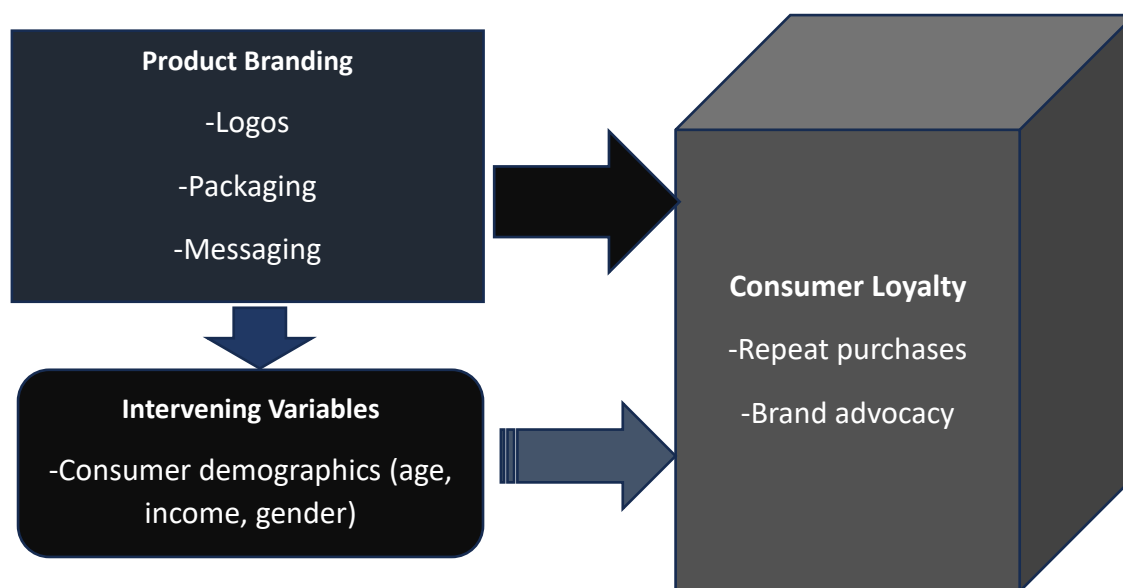 Product Branding
-Logos
-Packaging
-Messaging
Intervening Variables
-Consumer demographics (age,
income, gender)
Consumer Loyalty
-Repeat purchases
-Brand advocacy